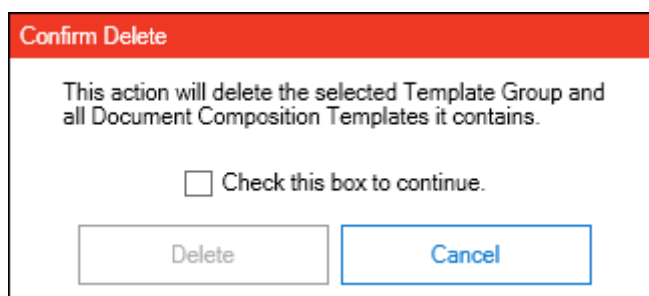 Confirm Delete
This action will delete the selected Template Group and
all Document Composition Templates it contains.
Check this box to continue.
Delete
Cancel